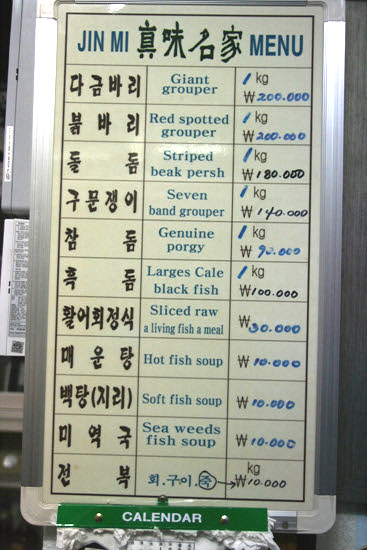 JIN MI 真味名家 MENU
다금바리 Giant grouper 1 kg ₩200.000
붉바리 Red spotted grouper 1 kg ₩200.000
돌돔 Striped beak persh 1 kg ₩180.000
구문쟁이 Seven band grouper 1 kg ₩140.000
참돔 Genuine porgy 1 kg ₩90.000
흑돔 Larges Cale black fish 1 kg ₩100.000
활어회정식 Sliced raw a living fish a meal ₩30.000
매운탕 Hot fish soup ₩10.000
백탕(지리) Soft fish soup ₩10.000
미역국 Sea weeds fish soup ₩10.000
전복 회.구이.죽 → kg ₩10.000
CALENDAR